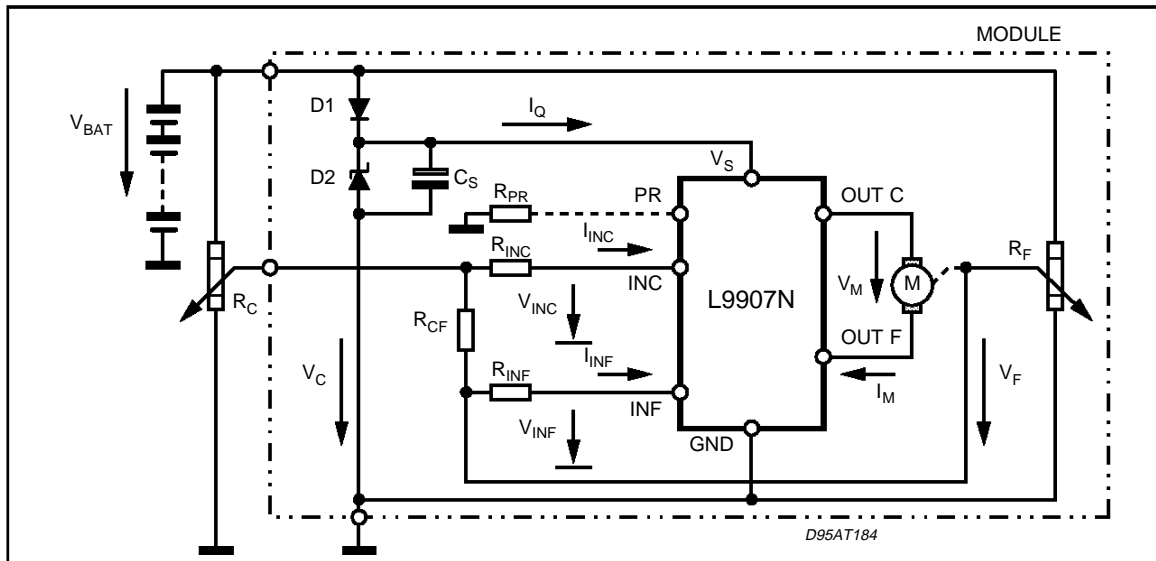 MODULE
D1
I_Q
V_BAT
V_S
D2
C_S
R_PR
PR
OUT C
I_INC
R_INC
R_F
V_M
M
INC
R_C
V_INC
L9907N
R_CF
OUT F
I_INF
R_INF
V_C
V_F
I_M
INF
V_INF
GND
D95AT184